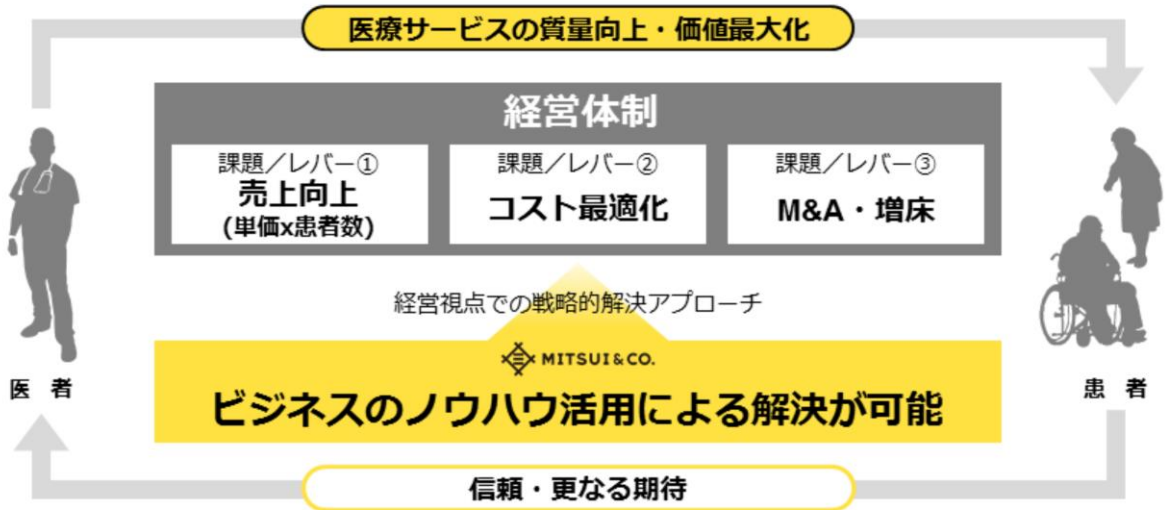 医療サービスの質量向上・価値最大化
経営体制
課題／レバー①
売上向上
(単価x患者数)
課題／レバー②
コスト最適化
課題／レバー③
M&A・増床
経営視点での戦略的解決アプローチ
MITSUI&CO.
ビジネスのノウハウ活用による解決が可能
医 者
患 者
信頼・更なる期待